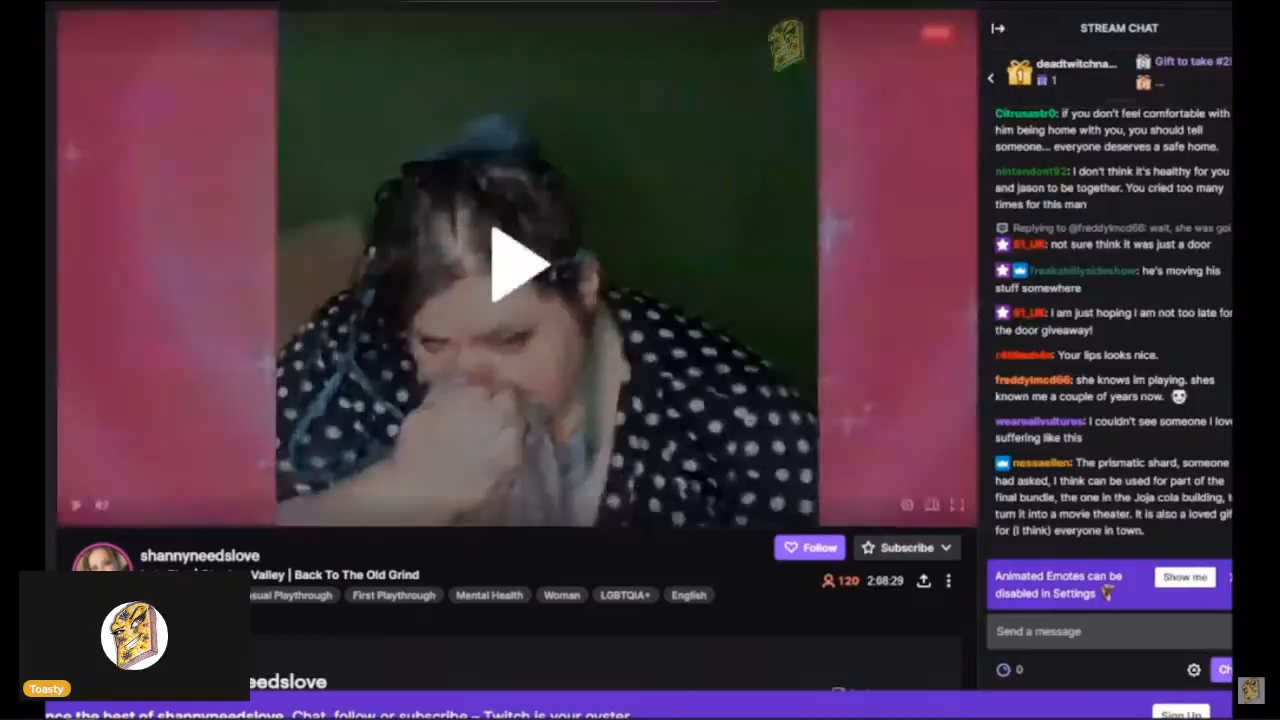 STREAM CHAT
deadtwitchna...
1
Gift to take #2!
...
Citrusastr0: if you don't feel comfortable with
him being home with you, you should tell
someone... everyone deserves a safe home.
nintendont92: I don't think it's healthy for you
and jason to be together. You cried too many
times for this man
Replying to @freddylmcd66: wait, she was goi
not sure think it was just a door
freakabillysideshow: he's moving his
stuff somewhere
I am just hoping i am not too late for
the door giveaway!
Your lips looks nice.
freddylmcd66: she knows im playing. shes
known me a couple of years now.
weareallvultures: I couldn't see someone I love
suffering like this
nessaellen: The prismatic shard, someone
had asked, I think can be used for part of the
final bundle, the one in the Joja cola building, t
turn it into a movie theater. It is also a loved gif
for (I think) everyone in town.
Animated Emotes can be
disabled in Settings
Show me
Send a message
0
Ch
shannyneedslove
Valley | Back To The Old Grind
Follow
Subscribe
120
2:08:29
sual Playthrough
First Playthrough
Mental Health
Woman
LGBTQIA+
English
Toasty
eedslove
nce the best of shannyneedslove. Chat, follow or subscribe – Twitch is your oyster.
Sign Up